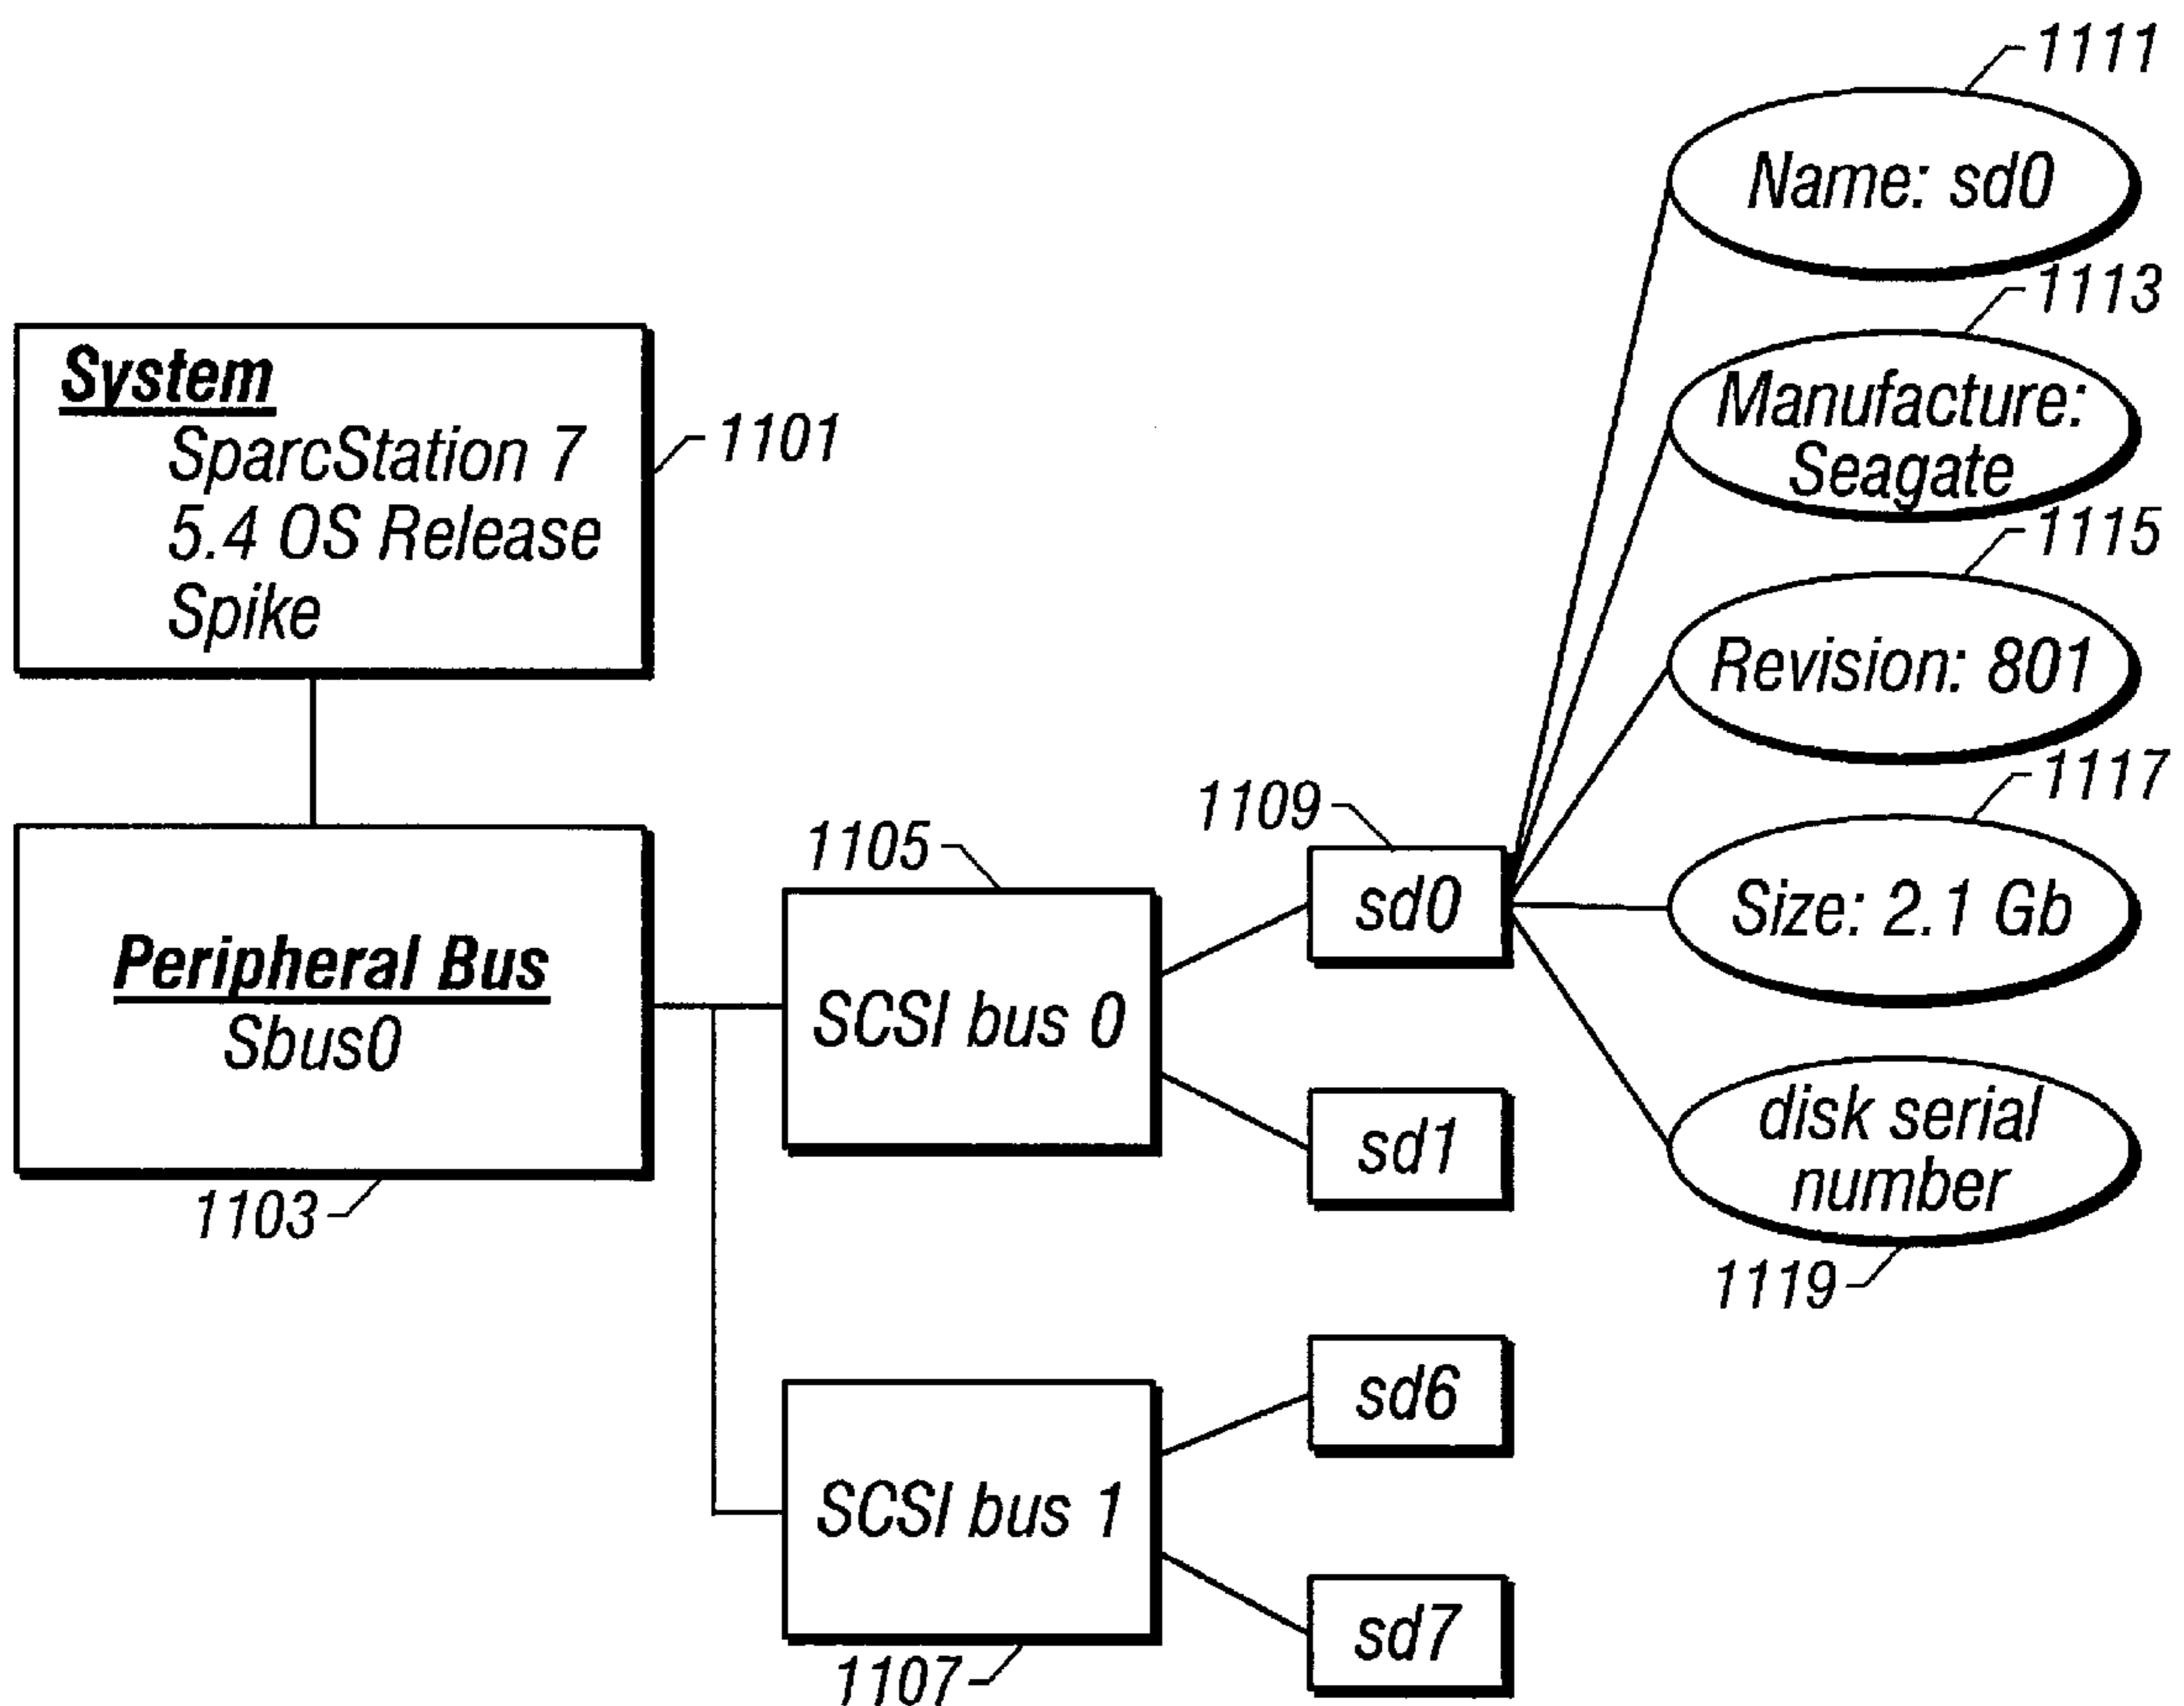 1111
Name: sd0
1113
System
SparcStation 7
5.4 OS Release
Spike
1101
Manufacture:
Seagate
1115
Revision: 801
1117
1109
1105
sd0
Size: 2.1 Gb
Peripheral Bus
Sbus0
1103
SCSI bus 0
sd1
disk serial
number
1119
sd6
SCSI bus 1
sd7
1107